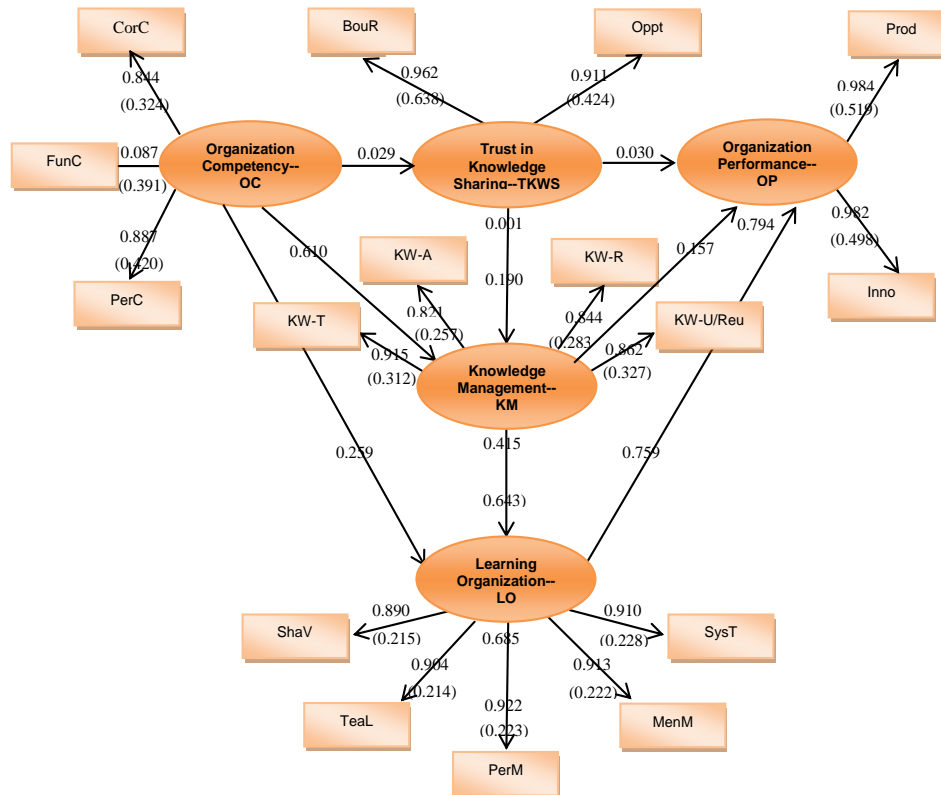 CorC
BouR
Oppt
Prod
0.844
(0.324)
0.962
(0.638)
0.911
(0.424)
0.984
(0.519)
FunC
0.087
(0.391)
Organization
Competency--
OC
0.029
Trust in
Knowledge
Sharing--TKWS
0.030
Organization
Performance--
OP
0.887
(0.420)
PerC
0.610
KW-A
0.001
0.190
KW-R
0.157
0.794
0.982
(0.498)
Inno
KW-T
0.821
(0.257)
0.844
(0.283
KW-U/Reu
0.915
(0.312)
0.862
(0.327)
Knowledge
Management--
KM
0.259
0.415
0.643)
0.759
Learning
Organization--
LO
ShaV
0.890
(0.215)
0.685
0.910
(0.228)
SysT
TeaL
0.904
(0.214)
0.922
(0.223)
PerM
0.913
(0.222)
MenM